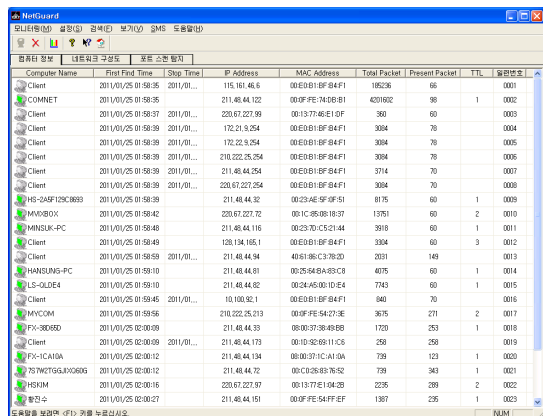 NetGuard
모니터링(M) 설정(S) 검색(F) 보기(V) SMS 도움말(H)
컴퓨터 정보 네트워크 구성도 포트 스캔 탐지
Computer Name First Find Time Stop Time IP Address MAC Address Total Packet Present Packet TTL 일련번호
Client 2011/01/25 01:58:35 2011/01,... 115,161,46,6 00:E0:B1:BF:B4:F1 185236 66 0001
COMNET 2011/01/25 01:58:35 211,48,44,122 00:0F:FE:74:DB:B1 4201602 98 1 0002
Client 2011/01/25 01:58:37 2011/01,... 220,67,227,99 00:13:77:46:E1:DF 360 60 0003
Client 2011/01/25 01:58:39 2011/01,... 172,21,9,254 00:E0:B1:BF:B4:F1 3084 78 0004
Client 2011/01/25 01:58:39 2011/01,... 172,22,9,254 00:E0:B1:BF:B4:F1 3084 78 0005
Client 2011/01/25 01:58:39 2011/01,... 210,222,25,254 00:E0:B1:BF:B4:F1 3084 78 0006
Client 2011/01/25 01:58:39 2011/01,... 211,48,44,254 00:E0:B1:BF:B4:F1 3714 70 0007
Client 2011/01/25 01:58:39 2011/01,... 220,67,227,254 00:E0:B1:BF:B4:F1 3084 70 0008
HS-2A5F129C8693 2011/01/25 01:58:39 211,48,44,32 00:23:AE:5F:0F:51 8175 60 1 0009
MVIXBOX 2011/01/25 01:58:42 220,67,227,72 00:1C:85:08:18:37 13751 60 2 0010
MINSUK-PC 2011/01/25 01:58:48 211,48,44,116 00:23:7D:C5:21:44 3918 60 1 0011
Client 2011/01/25 01:58:49 128,134,165,1 00:E0:B1:BF:B4:F1 3304 60 3 0012
Client 2011/01/25 01:58:59 2011/01,... 211,48,44,94 40:61:86:C3:78:2D 2031 149 0013
HANSUNG-PC 2011/01/25 01:59:10 211,48,44,81 00:25:64:BA:83:C8 4075 60 1 0014
LS-QLDE4 2011/01/25 01:59:10 211,48,44,82 00:24:A5:00:1D:E4 7743 60 1 0015
Client 2011/01/25 01:59:45 2011/01,... 10,100,92,1 00:E0:B1:BF:B4:F1 840 70 0016
MYCOM 2011/01/25 01:59:56 210,222,25,213 00:0F:FE:54:27:3E 3675 271 2 0017
FX-38D65D 2011/01/25 02:00:09 211,48,44,33 08:00:37:38:49:BB 1720 253 1 0018
Client 2011/01/25 02:00:09 2011/01,... 211,48,44,173 00:1D:92:69:11:C6 258 258 0019
FX-1CA10A 2011/01/25 02:00:12 211,48,44,134 08:00:37:1C:A1:0A 739 123 1 0020
7S7W2TGGJIXQ60G 2011/01/25 02:00:12 211,48,44,72 00:C0:26:83:76:52 739 343 1 0021
HSKIM 2011/01/25 02:00:16 220,67,227,97 00:13:77:E1:04:2B 2235 289 2 0022
황진수 2011/01/25 02:00:27 211,48,44,151 00:0F:FE:54:FF:EF 1387 235 1 0023
도움말을 보려면 <F1> 키를 누르십시오. NUM